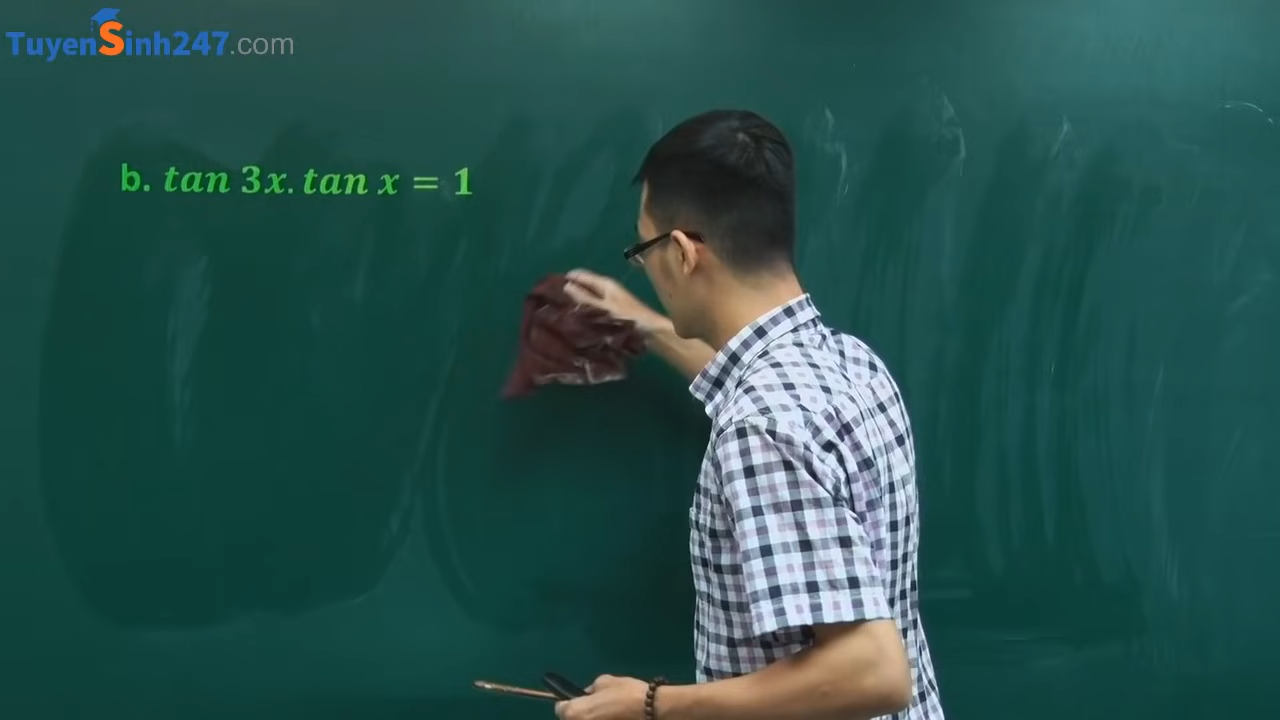 TuyenSinh247.com
b. tan 3x. tan x = 1